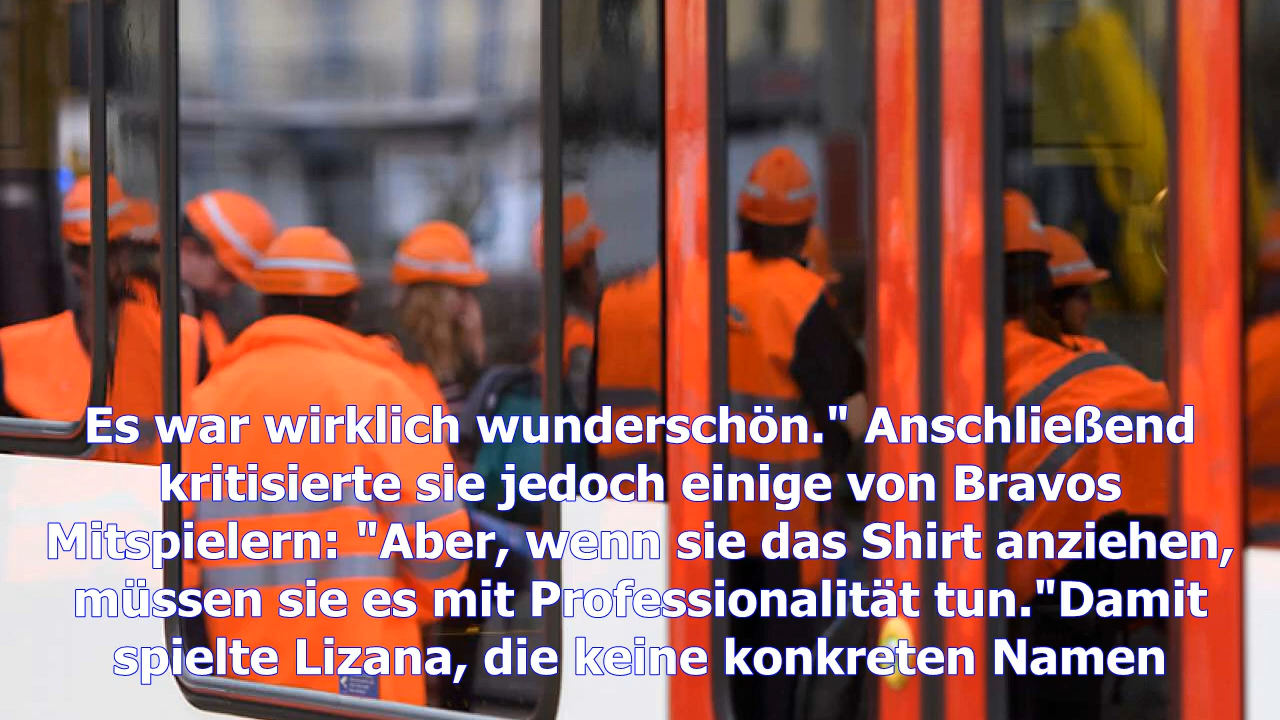 Es war wirklich wunderschön." Anschließend
kritisierte sie jedoch einige von Bravos
Mitspielern: "Aber, wenn sie das Shirt anziehen,
müssen sie es mit Professionalität tun."Damit
spielte Lizana, die keine konkreten Namen